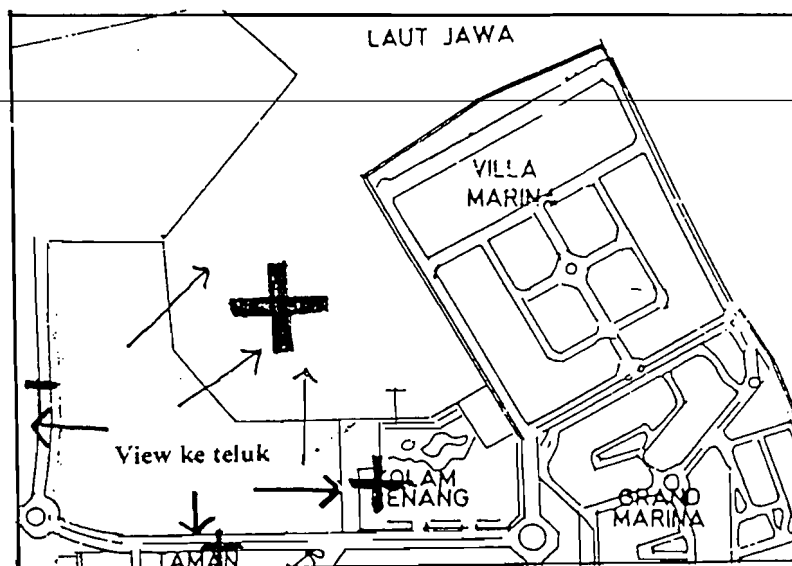 LAUT JAWA
VILLA
MARINA
View ke teluk
KOLAM
RENANG
GRAND
MARINA
TAMAN